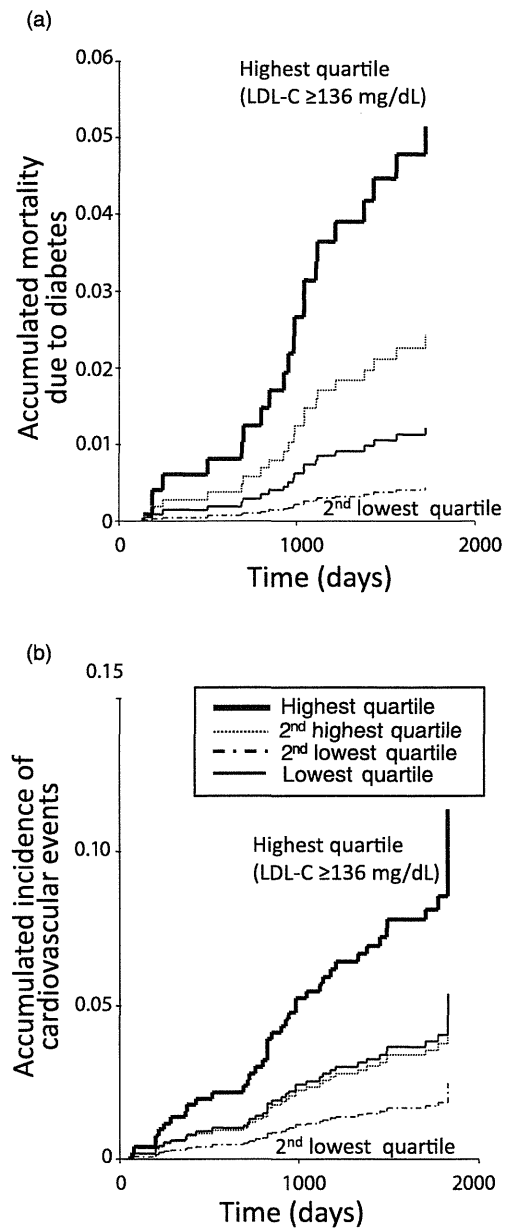 (a)
0.06
0.05
0.04
0.03
0.02
0.01
0
Accumulated mortality
due to diabetes
Highest quartile
(LDL-C ≥136 mg/dL)
2nd lowest quartile
0 1000 2000
Time (days)
(b)
0.15
0.10
0.05
0
Accumulated incidence of
cardiovascular events
Highest quartile
2nd highest quartile
2nd lowest quartile
Lowest quartile
Highest quartile
(LDL-C ≥136 mg/dL)
2nd lowest quartile
0 1000 2000
Time (days)